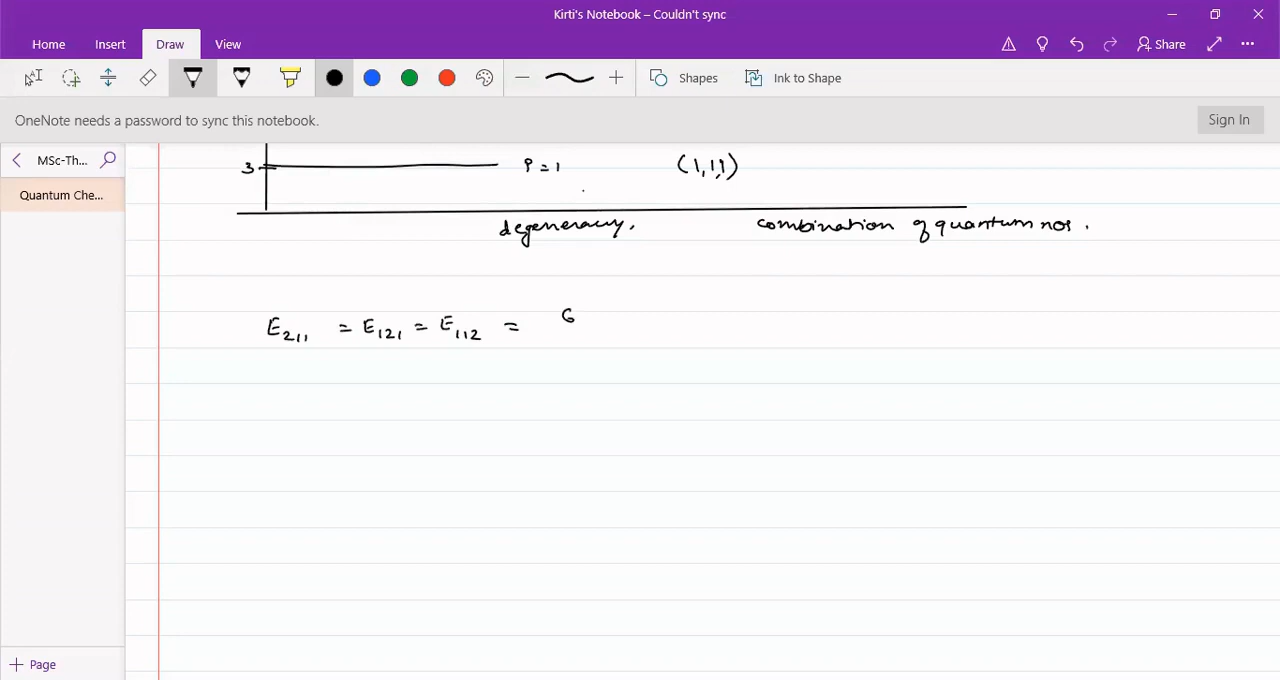 Kirti's Notebook – Couldn't sync
Home Insert Draw View Share
Shapes Ink to Shape
OneNote needs a password to sync this notebook. Sign In
MSc-Th...
Quantum Che...
3 P = 1 (1,1,1)
degeneracy. combination of quantum nos.
E211 = E121 = E112 = 6
Page